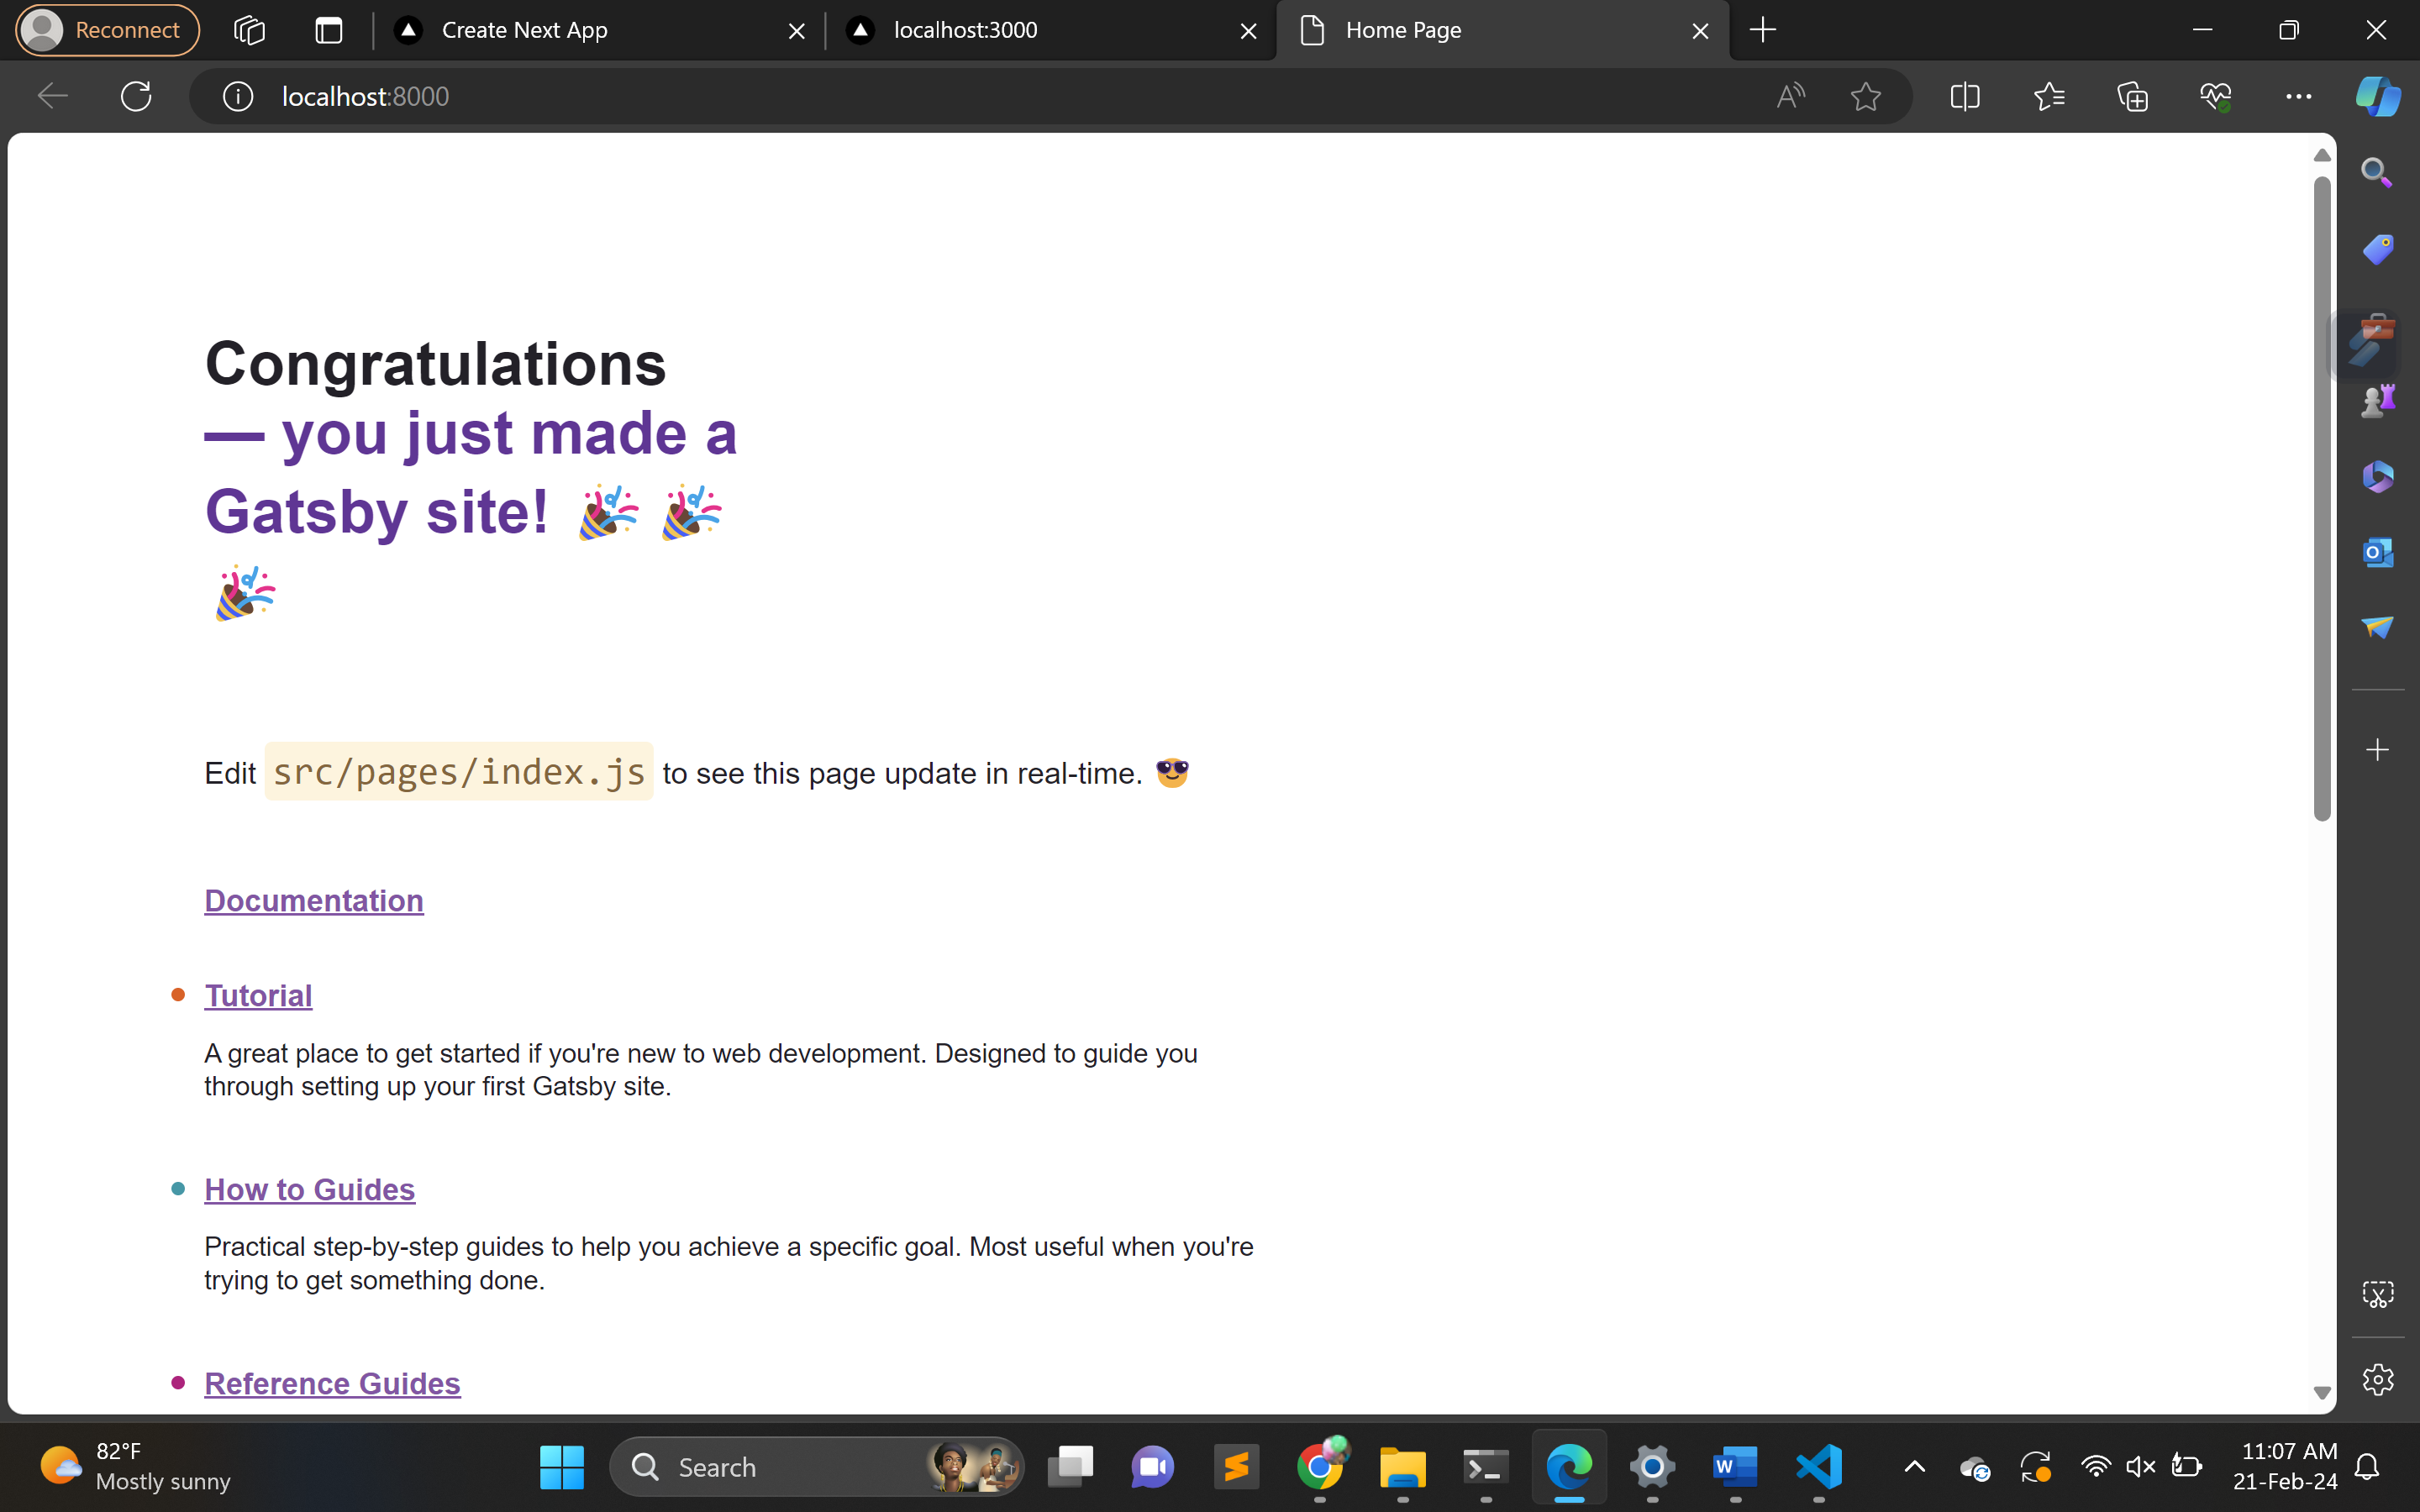 Reconnect
Create Next App
localhost:3000
Home Page
localhost:8000
Congratulations
— you just made a
Gatsby site! 🎉🎉
🎉
Edit src/pages/index.js to see this page update in real-time. 😎
Documentation
Tutorial
A great place to get started if you're new to web development. Designed to guide you
through setting up your first Gatsby site.
How to Guides
Practical step-by-step guides to help you achieve a specific goal. Most useful when you're
trying to get something done.
Reference Guides
82°F
Mostly sunny
Search
11:07 AM
21-Feb-24